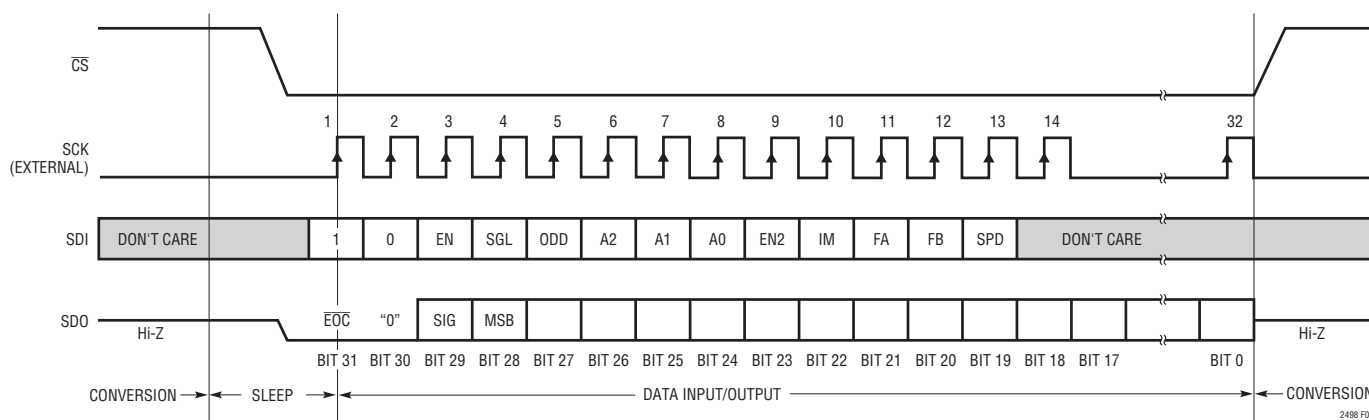 CS
1 2 3 4 5 6 7 8 9 10 11 12 13 14 32
SCK
(EXTERNAL)
SDI DON'T CARE 1 0 EN SGL ODD A2 A1 A0 EN2 IM FA FB SPD DON'T CARE
SDO Hi-Z EOC "0" SIG MSB Hi-Z
BIT 31 BIT 30 BIT 29 BIT 28 BIT 27 BIT 26 BIT 25 BIT 24 BIT 23 BIT 22 BIT 21 BIT 20 BIT 19 BIT 18 BIT 17 BIT 0
CONVERSION SLEEP DATA INPUT/OUTPUT CONVERSION
2498 F0